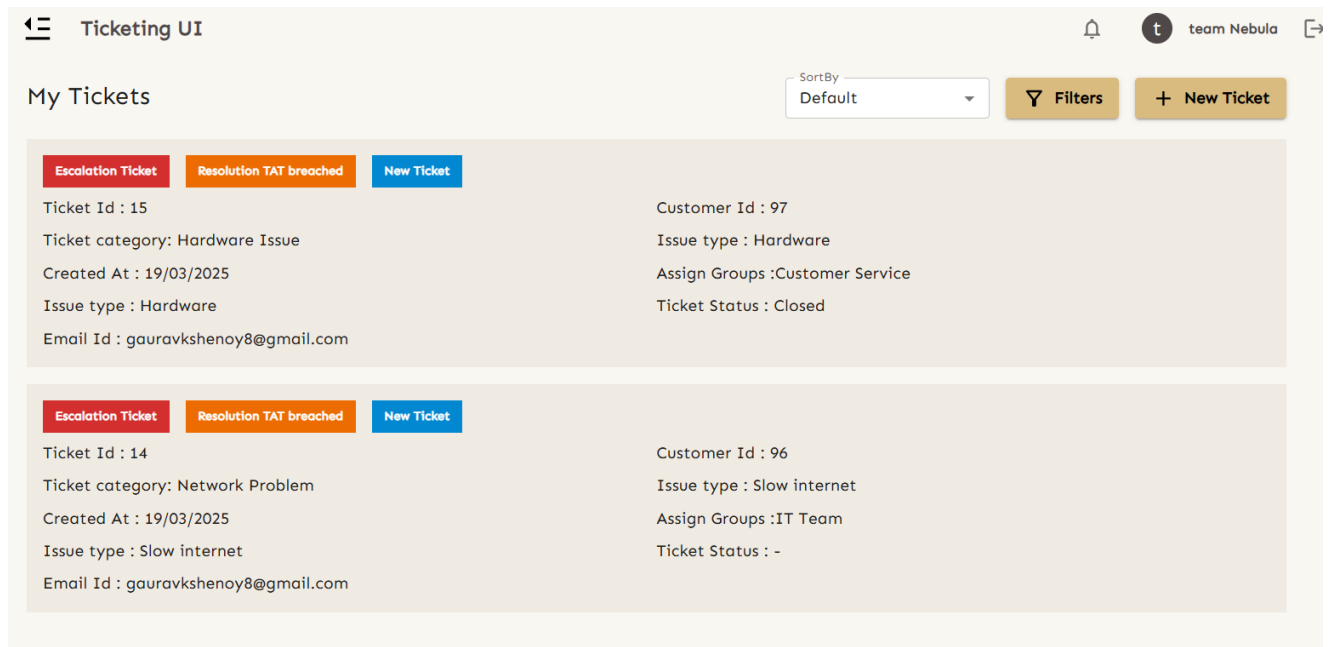 Ticketing UI
t
team Nebula
My Tickets
SortBy
Default
Filters
+ New Ticket
Escalation Ticket
Resolution TAT breached
New Ticket
Ticket Id : 15
Customer Id : 97
Ticket category: Hardware Issue
Issue type : Hardware
Created At : 19/03/2025
Assign Groups :Customer Service
Issue type : Hardware
Ticket Status : Closed
Email Id : gauravkshenoy8@gmail.com
Escalation Ticket
Resolution TAT breached
New Ticket
Ticket Id : 14
Customer Id : 96
Ticket category: Network Problem
Issue type : Slow internet
Created At : 19/03/2025
Assign Groups :IT Team
Issue type : Slow internet
Ticket Status : -
Email Id : gauravkshenoy8@gmail.com